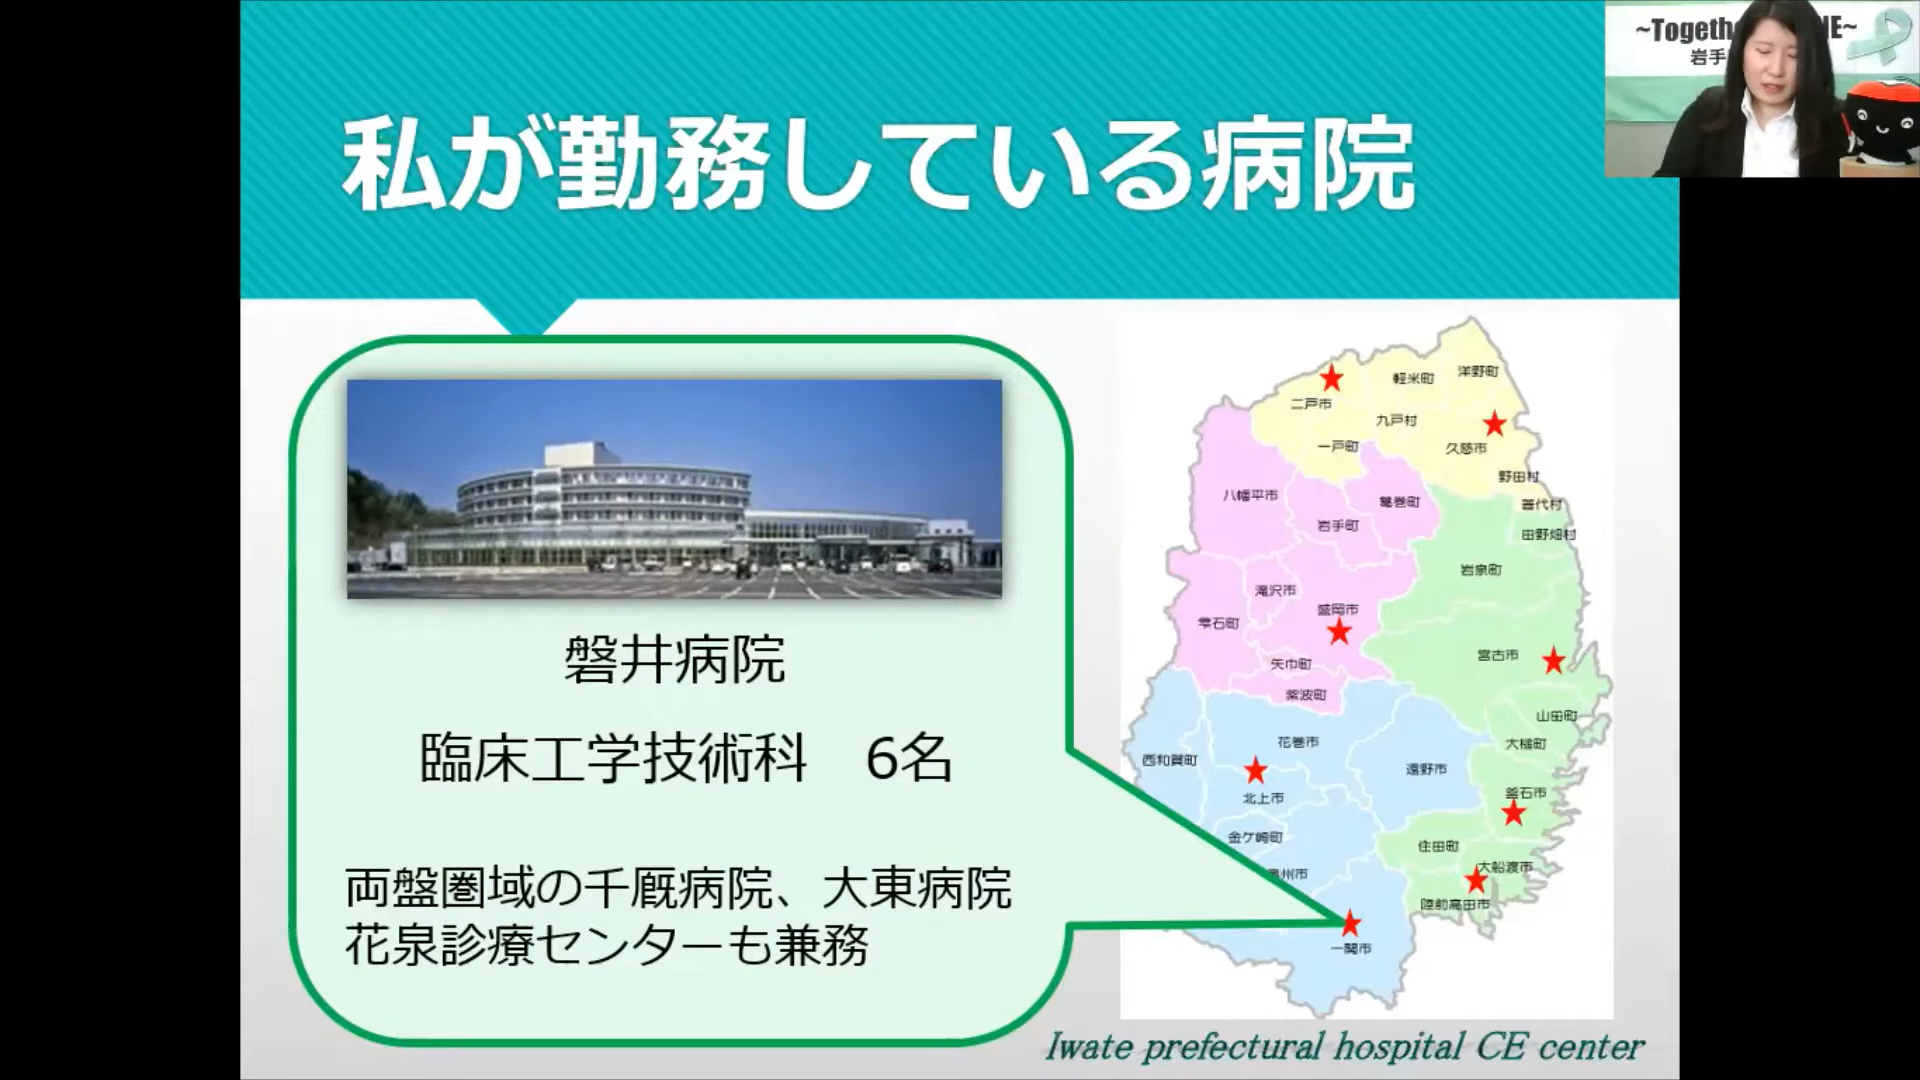 私が勤務している病院
~Togeth
E~
岩手
磐井病院
臨床工学技術科　6名
両盤圏域の千厩病院、大東病院
花泉診療センターも兼務
洋野町
軽米町
二戸市
九戸村
一戸町
久慈市
野田村
普代村
田野畑村
八幡平市
葛巻町
岩手町
岩泉町
滝沢市
盛岡市
雫石町
宮古市
矢巾町
紫波町
山田町
花巻市
大槌町
西和賀町
遠野市
釜石市
北上市
金ケ崎町
住田町
大船渡市
州市
陸前高田市
一関市
Iwate prefectural hospital CE center